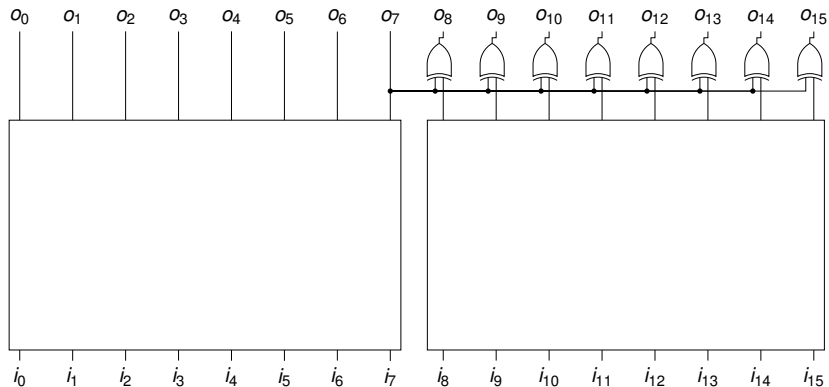 o₀ o₁ o₂ o₃ o₄ o₅ o₆ o₇ o₈ o₉ o₁₀ o₁₁ o₁₂ o₁₃ o₁₄ o₁₅
i₀ i₁ i₂ i₃ i₄ i₅ i₆ i₇ i₈ i₉ i₁₀ i₁₁ i₁₂ i₁₃ i₁₄ i₁₅